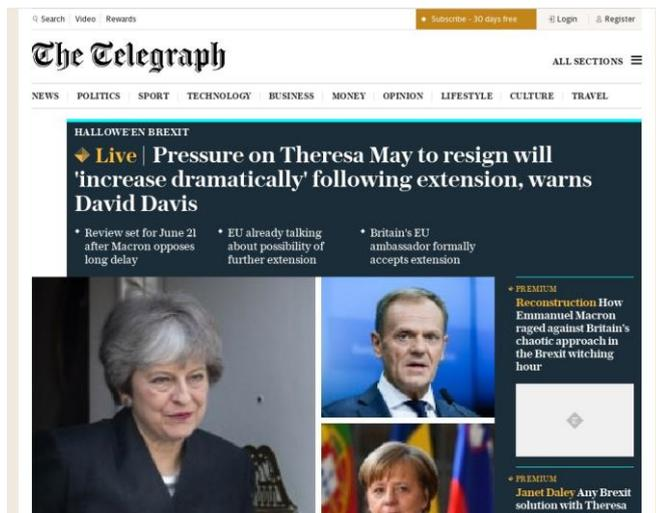 Search Video Rewards
Subscribe - 30 days free
Login Register
The Telegraph
ALL SECTIONS
NEWS POLITICS SPORT TECHNOLOGY BUSINESS MONEY OPINION LIFESTYLE CULTURE TRAVEL
HALLOWE'EN BREXIT
Live | Pressure on Theresa May to resign will
'increase dramatically' following extension, warns
David Davis
Review set for June 21
after Macron opposes
long delay
EU already talking
about possibility of
further extension
Britain's EU
ambassador formally
accepts extension
PREMIUM
Reconstruction How
Emmanuel Macron
raged against Britain's
chaotic approach in
the Brexit witching
hour
PREMIUM
Janet Daley Any Brexit
solution with Theresa